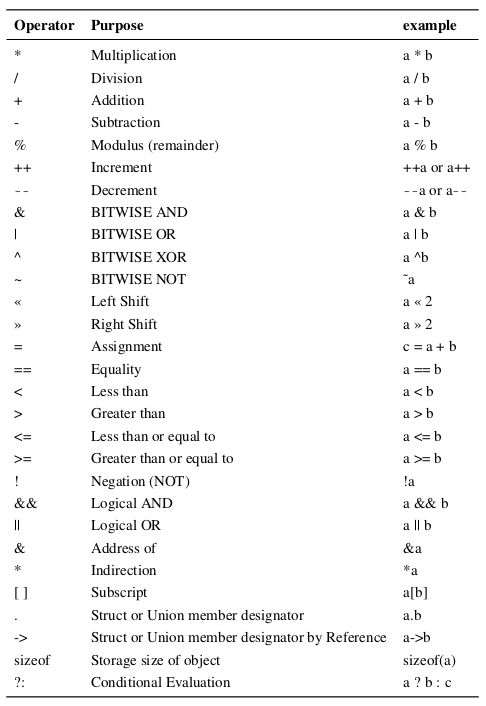 Operator Purpose example
* Multiplication a * b
/ Division a / b
+ Addition a + b
- Subtraction a - b
% Modulus (remainder) a % b
++ Increment ++a or a++
-- Decrement --a or a--
& BITWISE AND a & b
| BITWISE OR a | b
^ BITWISE XOR a ^b
~ BITWISE NOT ˜a
« Left Shift a « 2
» Right Shift a » 2
= Assignment c = a + b
== Equality a == b
< Less than a < b
> Greater than a > b
<= Less than or equal to a <= b
>= Greater than or equal to a >= b
! Negation (NOT) !a
&& Logical AND a && b
|| Logical OR a || b
& Address of &a
* Indirection *a
[ ] Subscript a[b]
. Struct or Union member designator a.b
-> Struct or Union member designator by Reference a->b
sizeof Storage size of object sizeof(a)
?: Conditional Evaluation a ? b : c